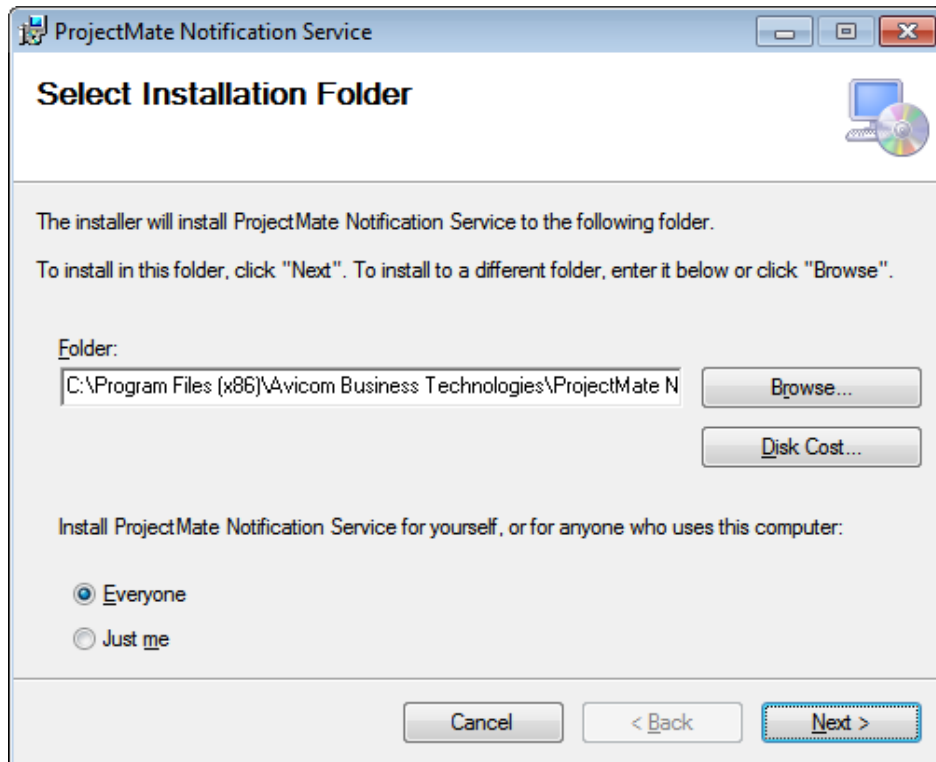 ProjectMate Notification Service
Select Installation Folder
The installer will install ProjectMate Notification Service to the following folder.
To install in this folder, click "Next". To install to a different folder, enter it below or click "Browse".
Folder:
C:\Program Files (x86)\Avicom Business Technologies\ProjectMate N
Browse...
Disk Cost...
Install ProjectMate Notification Service for yourself, or for anyone who uses this computer:
Everyone
Just me
Cancel
< Back
Next >